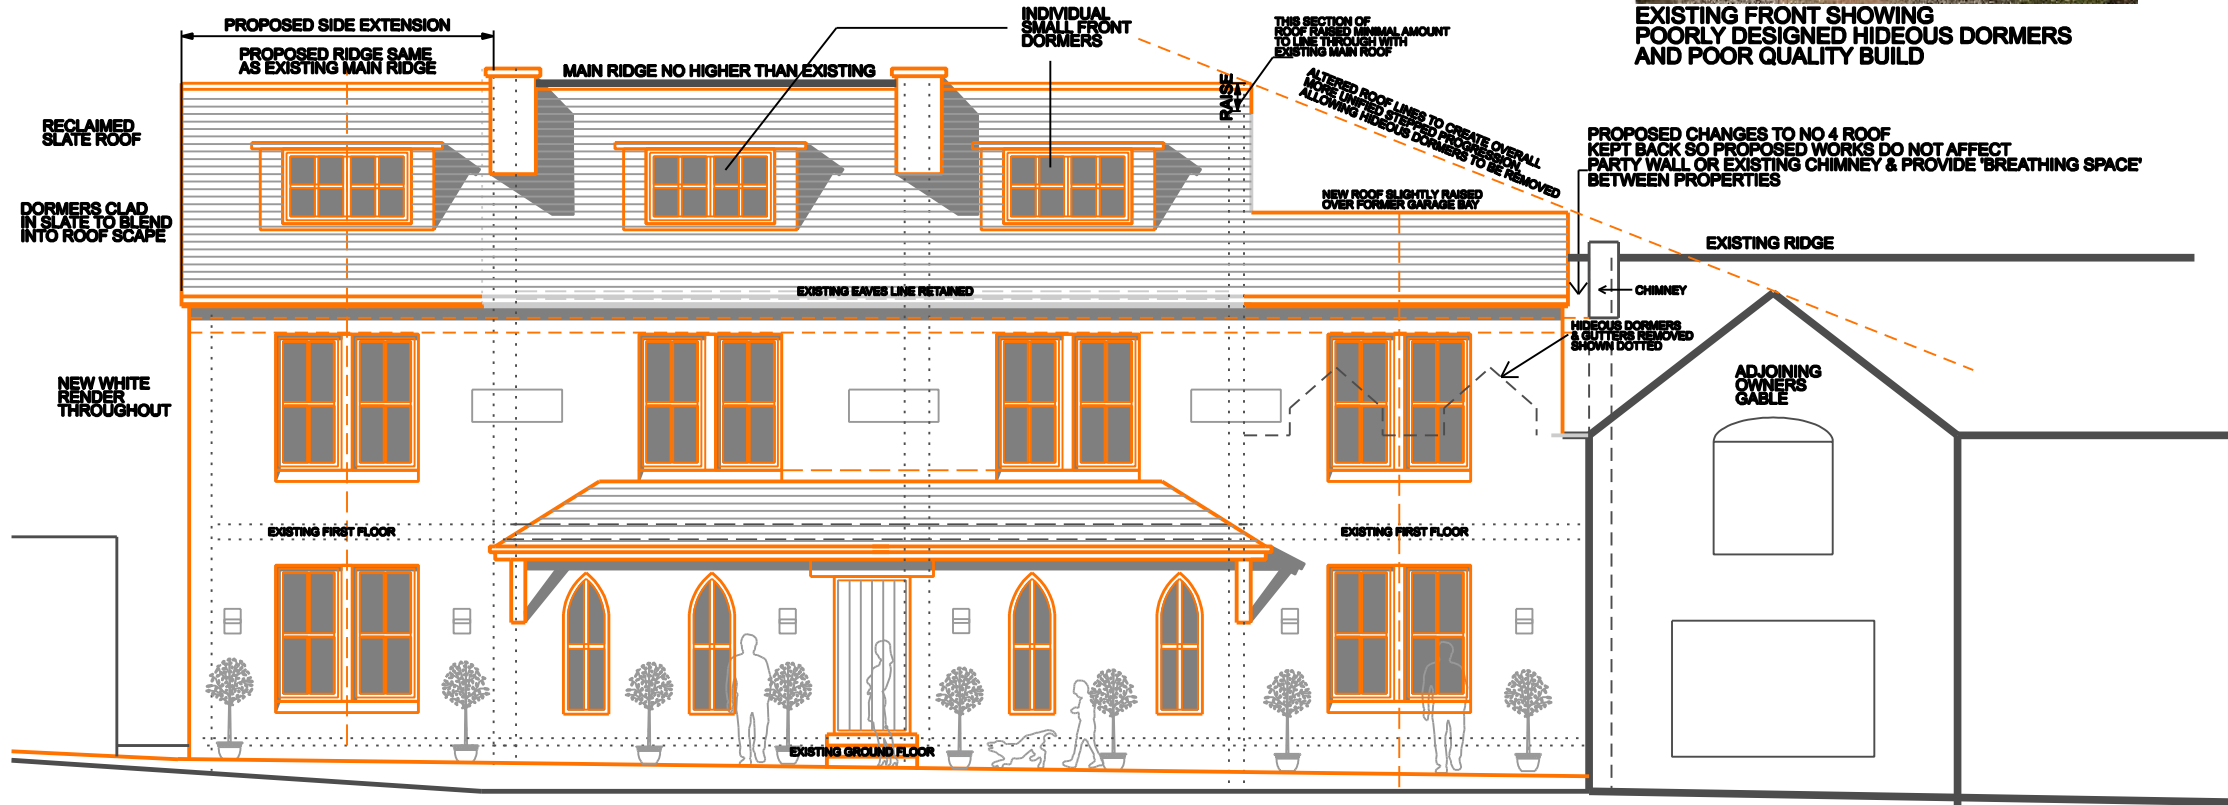 PROPOSED SIDE EXTENSION
PROPOSED RIDGE SAME
AS EXISTING MAIN RIDGE
MAIN RIDGE NO HIGHER THAN EXISTING
INDIVIDUAL
SMALL FRONT
DORMERS
THIS SECTION OF
ROOF RAISED MINIMAL AMOUNT
TO LINE THROUGH WITH
EXISTING MAIN ROOF
EXISTING FRONT SHOWING
POORLY DESIGNED HIDEOUS DORMERS
AND POOR QUALITY BUILD
RAISE
ALTERED ROOF LINES TO CREATE OVERALL
MORE UNIFIED STEPPED PROGRESSION,
ALLOWING HIDEOUS DORMERS TO BE REMOVED
RECLAIMED
SLATE ROOF
PROPOSED CHANGES TO NO 4 ROOF
KEPT BACK SO PROPOSED WORKS DO NOT AFFECT
PARTY WALL OR EXISTING CHIMNEY & PROVIDE 'BREATHING SPACE'
BETWEEN PROPERTIES
NEW ROOF SLIGHTLY RAISED
OVER FORMER GARAGE BAY
DORMERS CLAD
IN SLATE TO BLEND
INTO ROOF SCAPE
EXISTING RIDGE
EXISTING EAVES LINE RETAINED
CHIMNEY
HIDEOUS DORMERS
& GUTTERS REMOVED
SHOWN DOTTED
NEW WHITE
RENDER
THROUGHOUT
ADJOINING
OWNERS
GABLE
EXISTING FIRST FLOOR
EXISTING FIRST FLOOR
EXISTING GROUND FLOOR